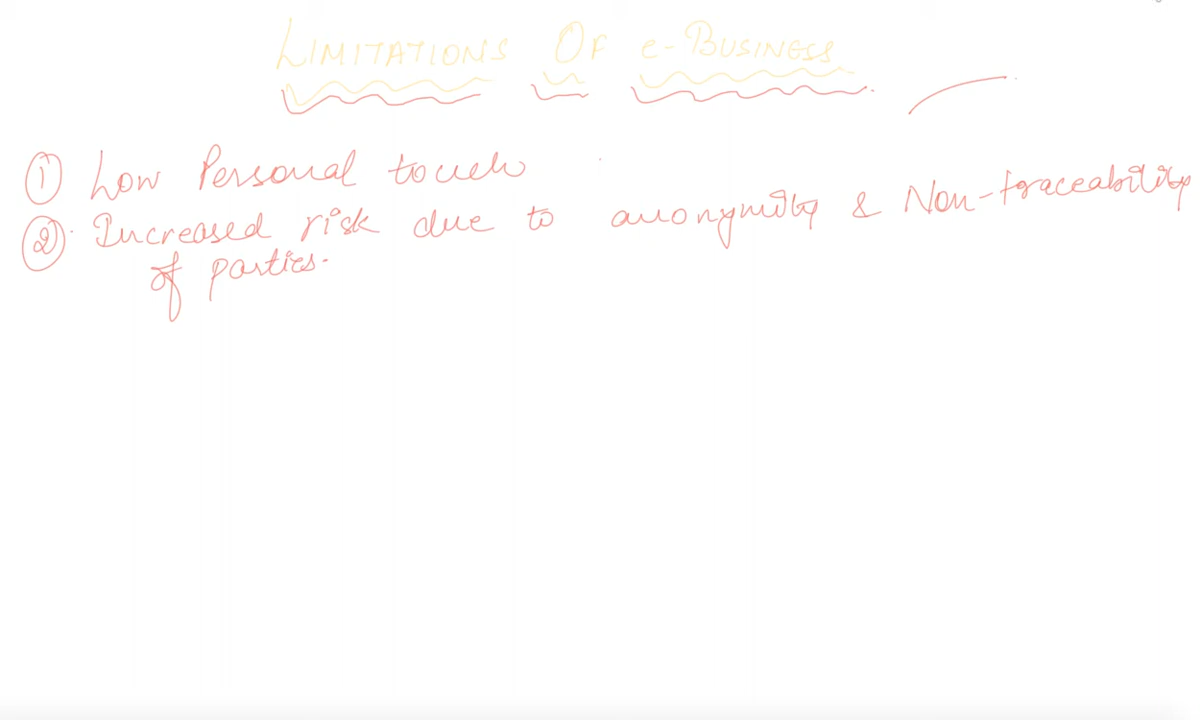 LIMITATIONS OF e-BUSINESS
① Low Personal touch
② Increased risk due to anonymity & Non-traceability
of parties.